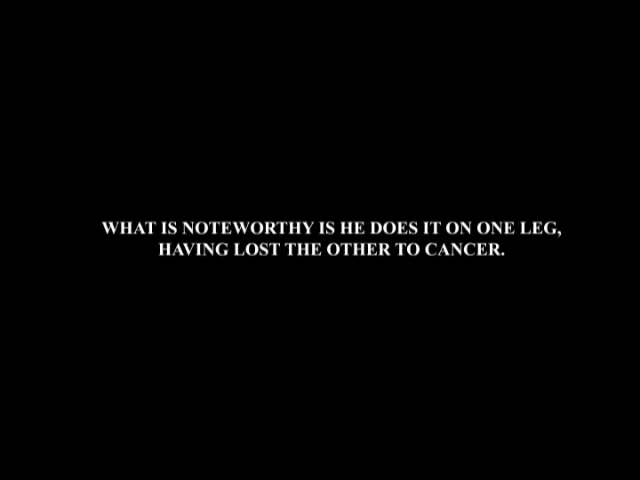 WHAT IS NOTEWORTHY IS HE DOES IT ON ONE LEG,
HAVING LOST THE OTHER TO CANCER.